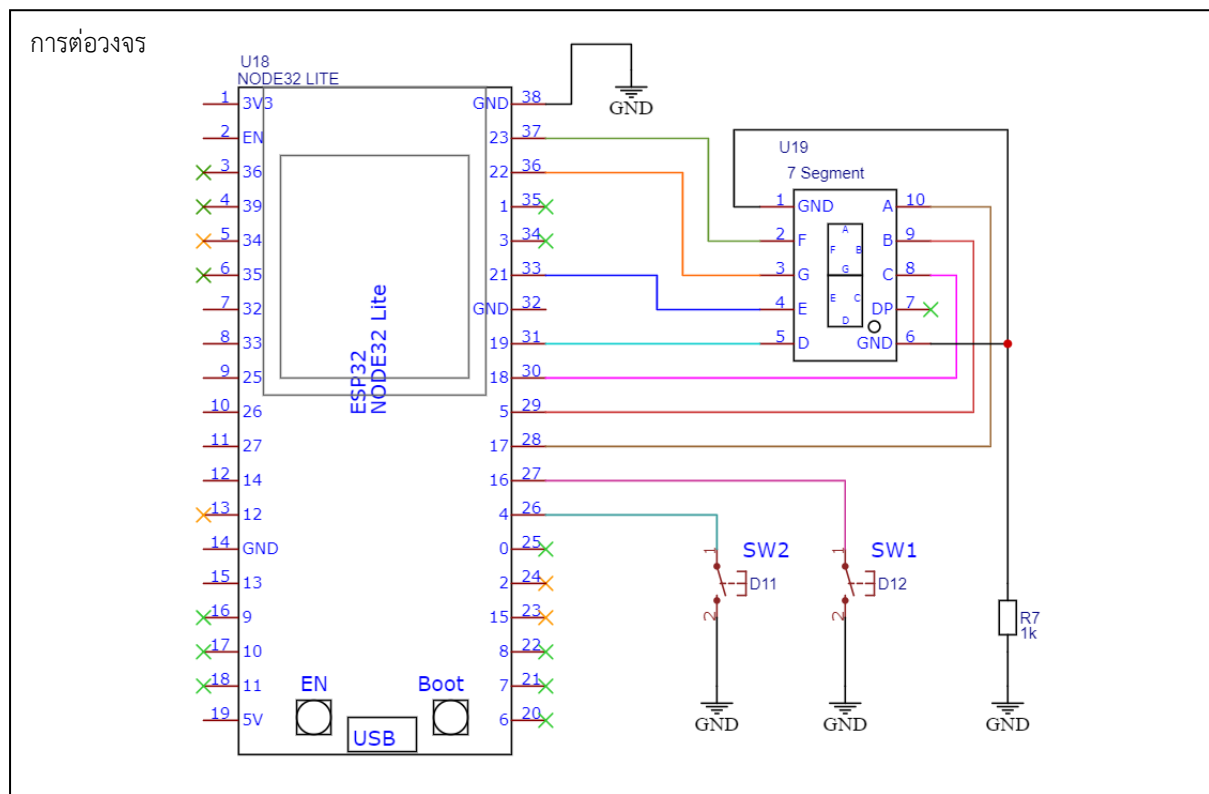 การต่อวงจร
U18
NODE32 LITE
1 3V3
2 EN
3 36
4 39
5 34
6 35
7 32
8 33
9 25
10 26
11 27
12 14
13 12
14 GND
15 13
16 9
17 10
18 11
19 5V
GND 38
23 37
22 36
1 35
3 34
21 33
GND 32
19 31
18 30
5 29
17 28
16 27
4 26
0 25
2 24
15 23
8 22
7 21
6 20
ESP32
NODE32 Lite
EN
Boot
USB
GND
U19
7 Segment
1 GND
2 F
3 G
4 E
5 D
A 10
B 9
C 8
DP 7
GND 6
A
F B
G
E C
D
1 SW2
D11
2
GND
1 SW1
D12
2
GND
R7
1k
GND